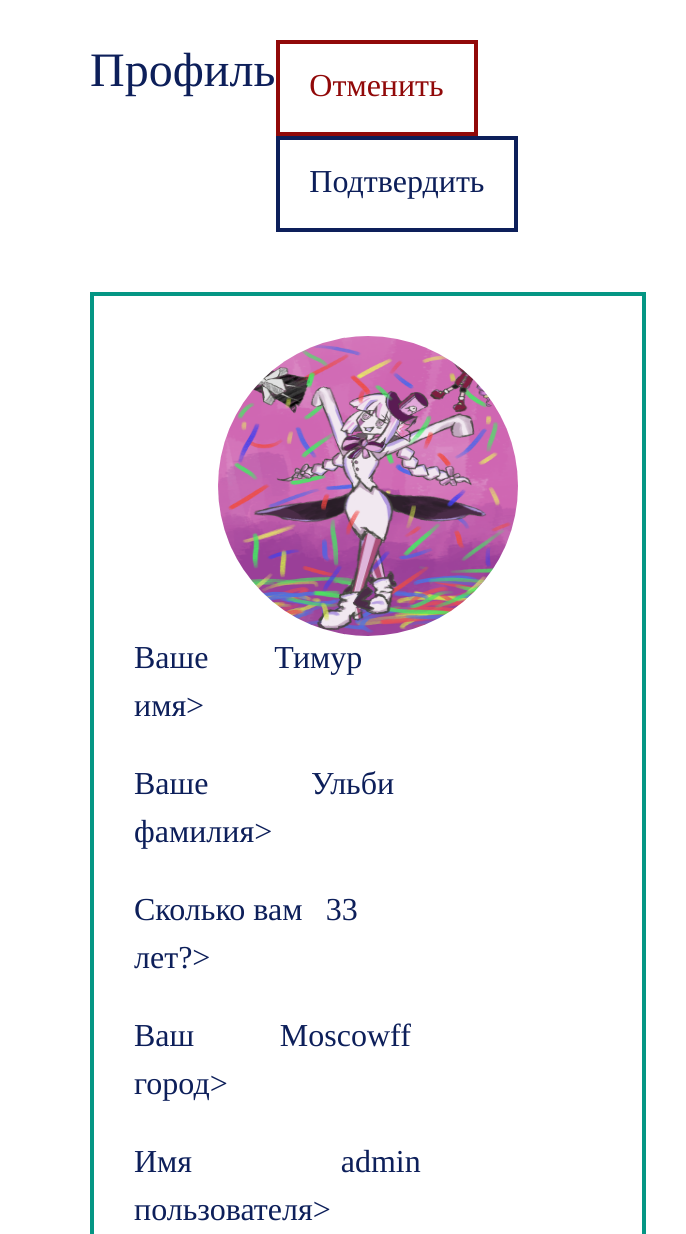 Профиль Отменить
Подтвердить
Ваше Тимур
имя>
Ваше Ульби
фамилия>
Сколько вам 33
лет?>
Ваш Moscowff
город>
Имя admin
пользователя>